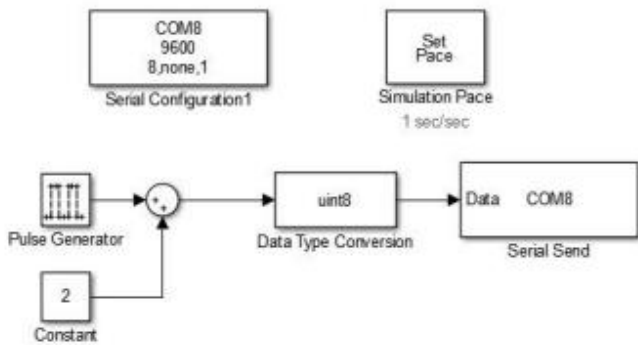 COM8
9600
8,none,1
Serial Configuration1
Set
Pace
Simulation Pace
1 sec/sec
Pulse Generator
+
+
uint8
Data Type Conversion
Data COM8
Serial Send
2
Constant